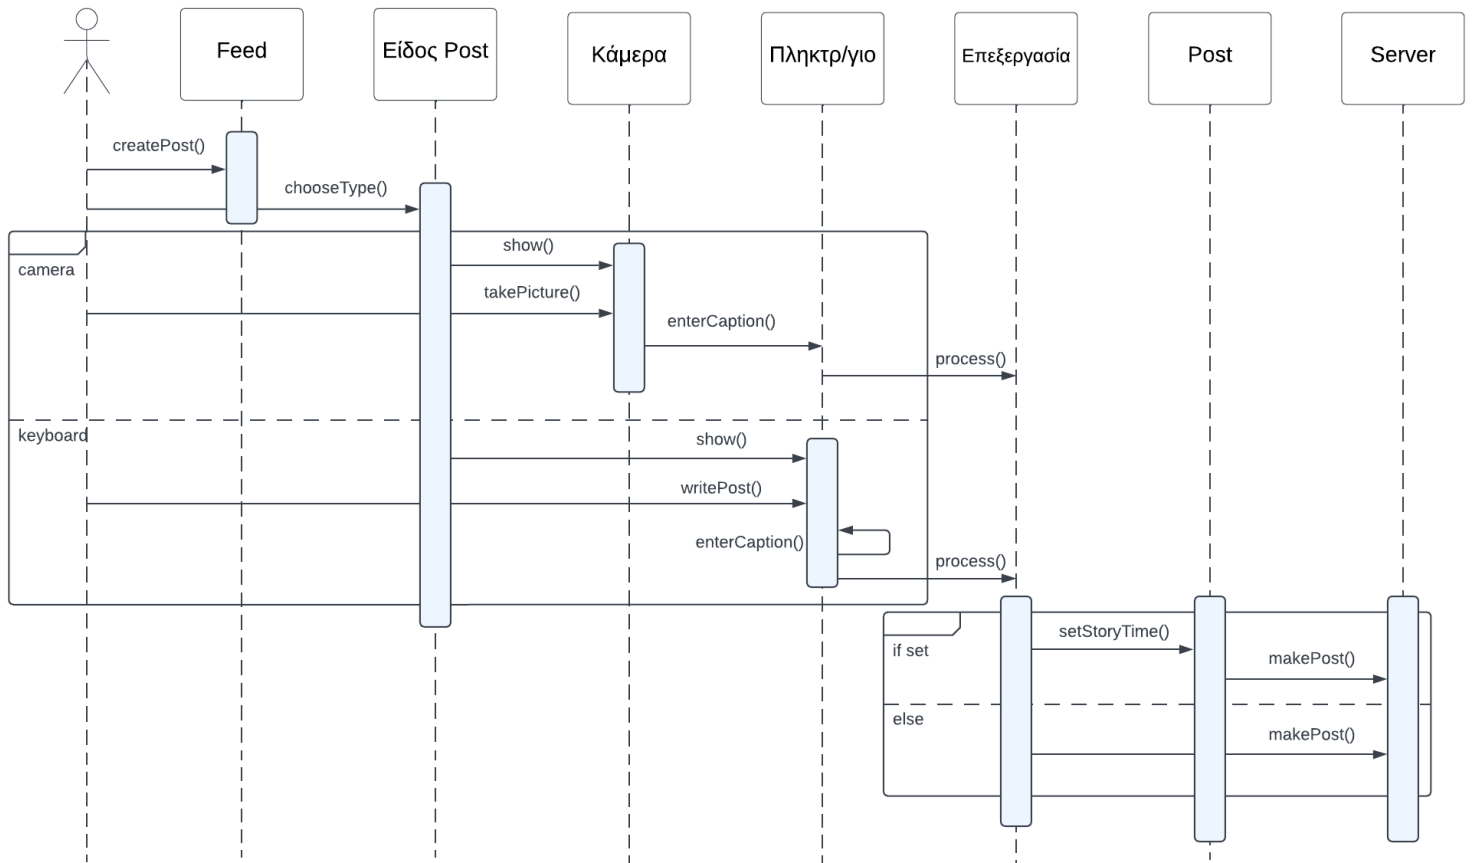 Feed
Είδος Post
Κάμερα
Πληκτρ/γιο
Επεξεργασία
Post
Server
createPost()
chooseType()
camera
show()
takePicture()
enterCaption()
process()
keyboard
show()
writePost()
enterCaption()
process()
if set
setStoryTime()
makePost()
else
makePost()